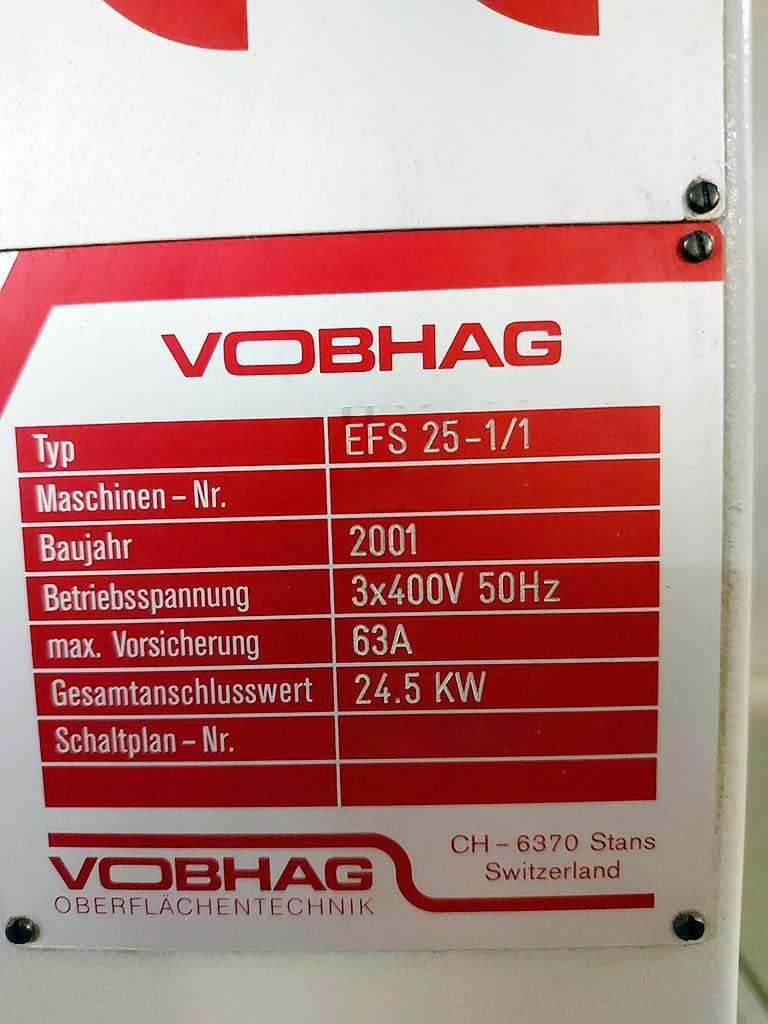 VOBHAG
Typ EFS 25-1/1
Maschinen - Nr.
Baujahr 2001
Betriebsspannung 3x400V 50Hz
max. Vorsicherung 63A
Gesamtanschlusswert 24.5 KW
Schaltplan - Nr.
VOBHAG
OBERFLÄCHENTECHNIK
CH - 6370 Stans
Switzerland